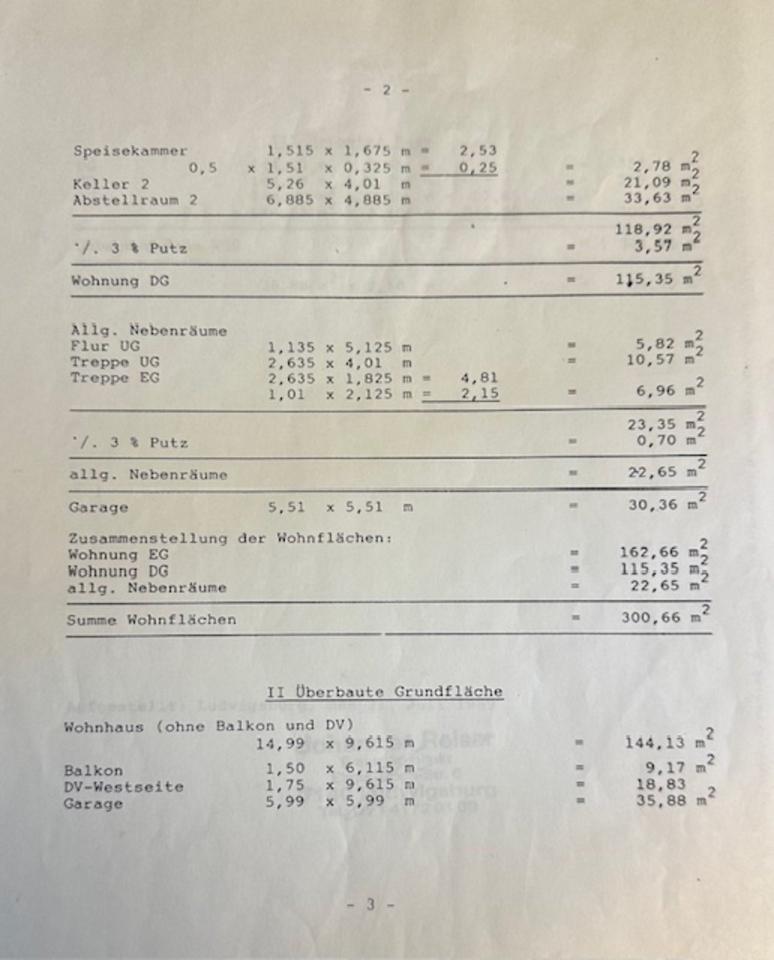 - 2 -
Speisekammer 1,515 x 1,675 m = 2,53
0,5 x 1,51 x 0,325 m = 0,25 = 2,78 m2
Keller 2 5,26 x 4,01 m = 21,09 m2
Abstellraum 2 6,885 x 4,885 m = 33,63 m2
118,92 m2
·/. 3 % Putz = 3,57 m2
Wohnung DG = 115,35 m2
Allg. Nebenräume
Flur UG 1,135 x 5,125 m = 5,82 m2
Treppe UG 2,635 x 4,01 m = 10,57 m2
Treppe EG 2,635 x 1,825 m = 4,81
1,01 x 2,125 m = 2,15 = 6,96 m2
23,35 m2
·/. 3 % Putz = 0,70 m2
allg. Nebenräume = 22,65 m2
Garage 5,51 x 5,51 m = 30,36 m2
Zusammenstellung der Wohnflächen:
Wohnung EG = 162,66 m2
Wohnung DG = 115,35 m2
allg. Nebenräume = 22,65 m2
Summe Wohnflächen = 300,66 m2
II Überbaute Grundfläche
Wohnhaus (ohne Balkon und DV)
14,99 x 9,615 m = 144,13 m2
Balkon 1,50 x 6,115 m = 9,17 m2
DV-Westseite 1,75 x 9,615 m = 18,83
Garage 5,99 x 5,99 m = 35,88 m2
- 3 -